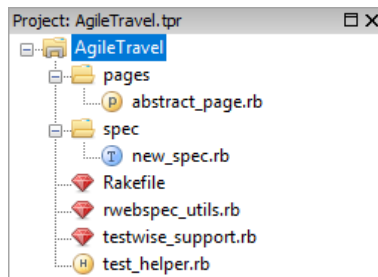 Project: AgileTravel.tpr
AgileTravel
pages
P abstract_page.rb
spec
T new_spec.rb
Rakefile
rwebspec_utils.rb
testwise_support.rb
H test_helper.rb